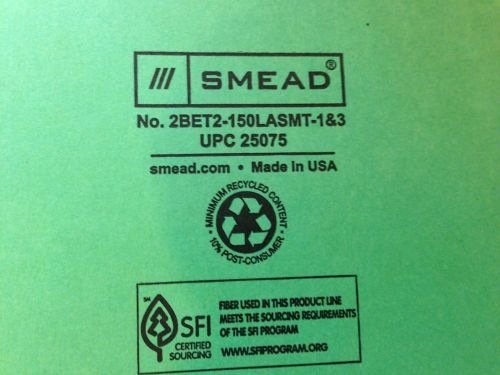 /// SMEAD®
No. 2BET2-150LASMT-1&3
UPC 25075
smead.com • Made in USA
• MINIMUM RECYCLED CONTENT •
10% POST-CONSUMER
SM
SFI
CERTIFIED
SOURCING
FIBER USED IN THIS PRODUCT LINE
MEETS THE SOURCING REQUIREMENTS
OF THE SFI PROGRAM
WWW.SFIPROGRAM.ORG